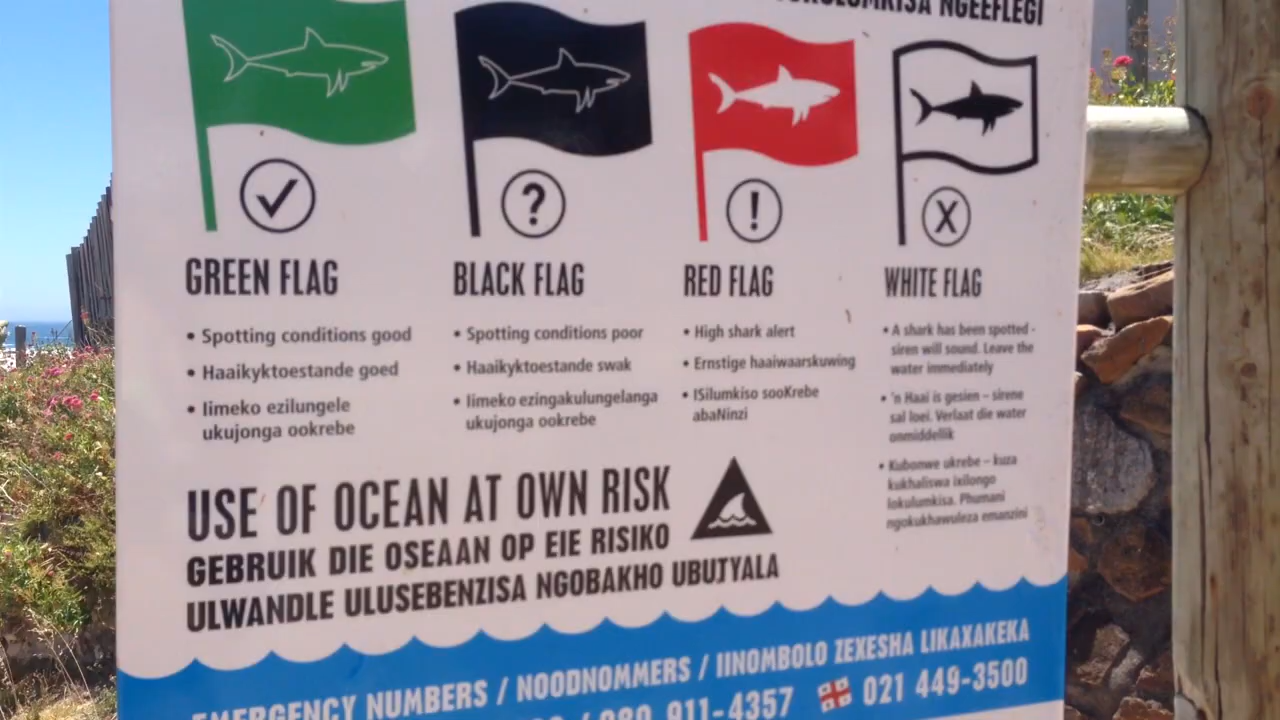 NGEEFLEGI
✓ ? ! X
GREEN FLAG
• Spotting conditions good
• Haaikyktoestande goed
• Iimeko ezilungele
ukujonga ookrebe
BLACK FLAG
• Spotting conditions poor
• Haaikyktoestande swak
• Iimeko ezingakulungelanga
ukujonga ookrebe
RED FLAG
• High shark alert
• Ernstige haaiwaarskuwing
• ISilumkiso sooKrebe
abaNinzi
WHITE FLAG
• A shark has been spotted -
siren will sound. Leave the
water immediately
• 'n Haai is gesien – sirene
sal loei. Verlaat die water
onmiddellik
• Kubonwe ukrebe – kuza
kukhaliswa ixilongo
lokulumkisa. Phumani
ngokukhawuleza emanzini
USE OF OCEAN AT OWN RISK
GEBRUIK DIE OSEAAN OP EIE RISIKO
ULWANDLE ULUSEBENZISA NGOBAKHO UBUTYALA
EMERGENCY NUMBERS / NOODNOMMERS / IINOMBOLO ZEXESHA LIKAXAKEKA
/ 080 911-4357 021 449-3500